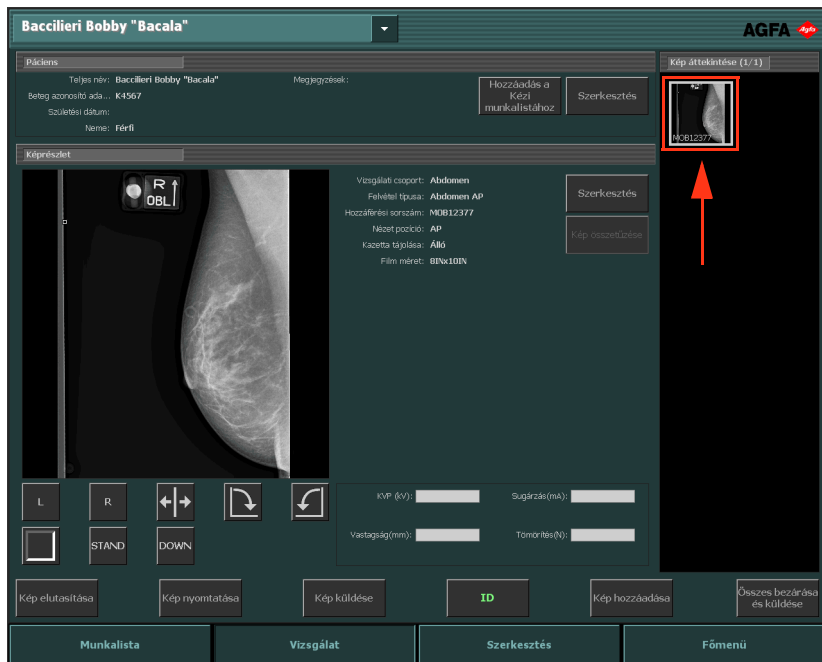 Baccilieri Bobby "Bacala"
AGFA
Agfa
Páciens
Teljes név: Baccilieri Bobby "Bacala"
Megjegyzések:
Beteg azonosító ada... K4567
Születési dátum:
Neme: Férfi
Hozzáadás a
Kézi
munkalistához
Szerkesztés
Kép áttekintése (1/1)
MOB12377
Képrészlet
R
OBL
Vizsgálati csoport: Abdomen
Felvétel típusa: Abdomen AP
Hozzáférési sorszám: MOB12377
Nézet pozíció: AP
Kazetta tájolása: Álló
Film méret: 8INx10IN
Szerkesztés
Kép összetűzése
L
R
STAND
DOWN
KVP (kV):
Sugárzás(mA):
Vastagság(mm):
Tömörítés(N):
Kép elutasítása
Kép nyomtatása
Kép küldése
ID
Kép hozzáadása
Összes bezárása
és küldése
Munkalista
Vizsgálat
Szerkesztés
Főmenü